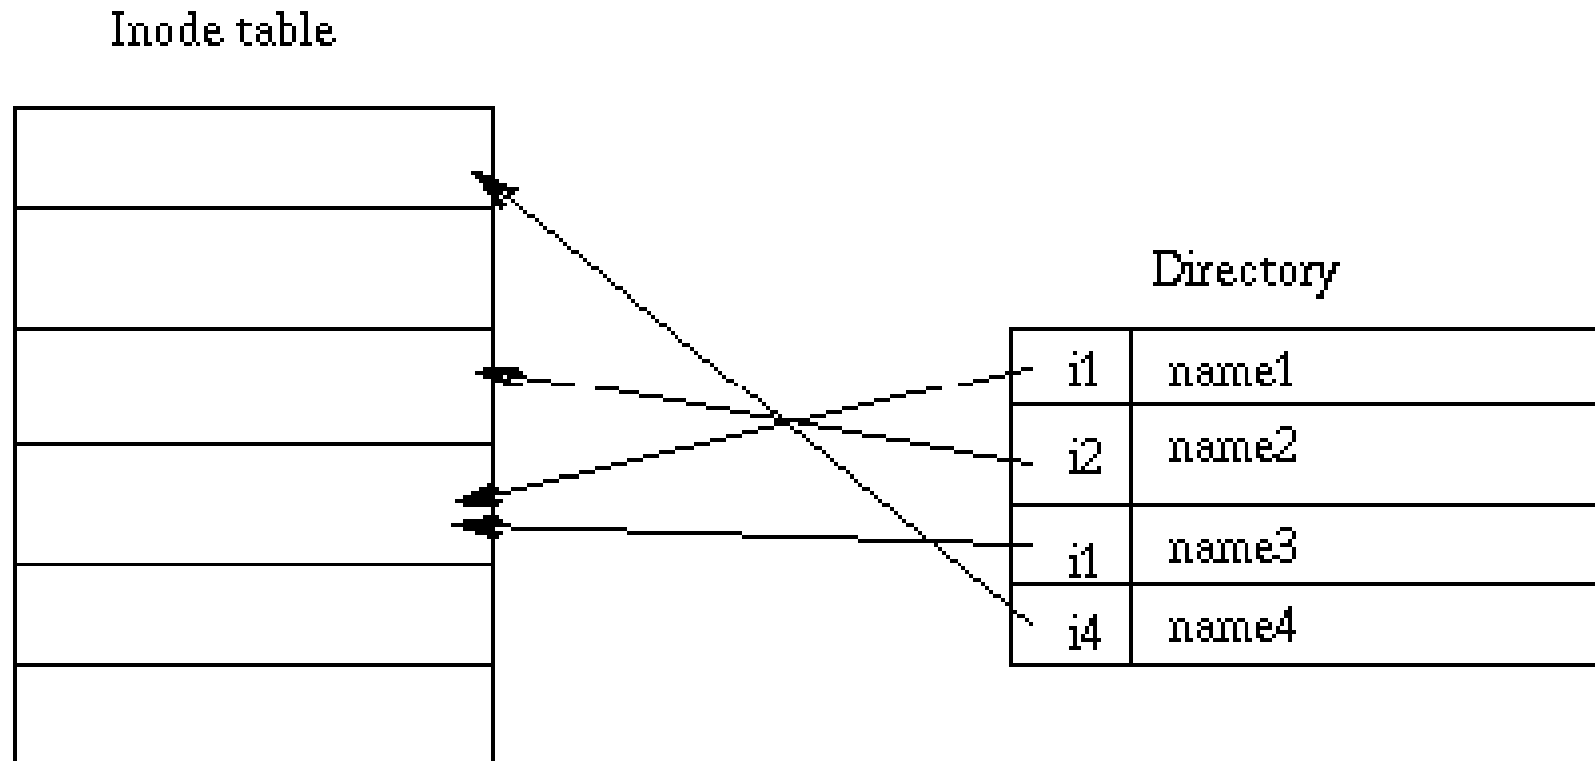 Inode table
Directory
i1 name1
i2 name2
i1 name3
i4 name4